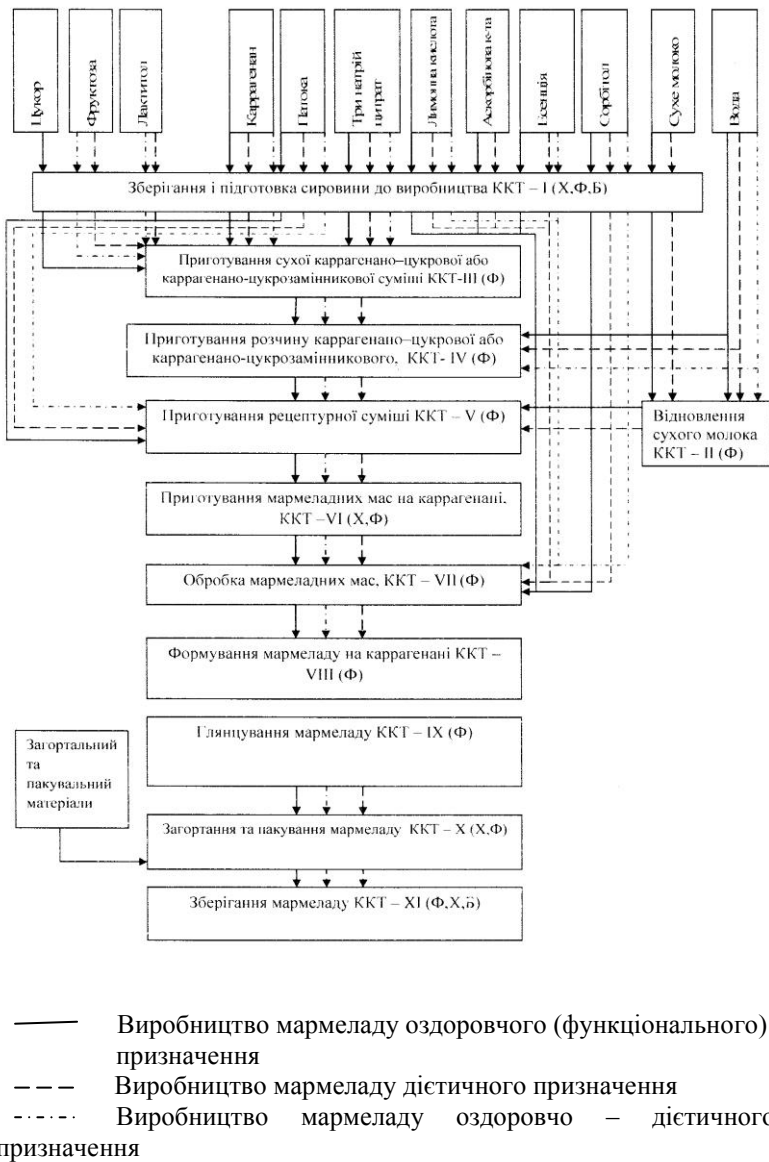 Цукор
Фруктоза
Лактитол
Каррагенан
Патока
Три натрій
цитрат
Лимонна кислота
Аскорбінова к-та
Есенція
Сорбітол
Сухе молоко
Вода
Зберігання і підготовка сировини до виробництва ККТ – І (Х,Ф,Б)
Приготування сухої каррагенано–цукрової або
каррагенано-цукрозамінникової суміші ККТ-ІІІ (Ф)
Приготування розчину каррагенано–цукрової або
каррагенано-цукрозамінникового, ККТ- IV (Ф)
Приготування рецептурної суміші ККТ – V (Ф)
Відновлення
сухого молока
ККТ – ІІ (Ф)
Приготування мармеладних мас на каррагенані,
ККТ –VI (Х,Ф)
Обробка мармеладних мас, ККТ – VII (Ф)
Формування мармеладу на каррагенані ККТ –
VIII (Ф)
Глянцування мармеладу ККТ – IX (Ф)
Загортальний
та
пакувальний
матеріали
Загортання та пакування мармеладу ККТ – X (Х,Ф)
Зберігання мармеладу ККТ – XI (Ф,Х,Б)
Виробництво мармеладу оздоровчого (функціонального)
призначення
Виробництво мармеладу дієтичного призначення
Виробництво мармеладу оздоровчо – дієтичного
призначення